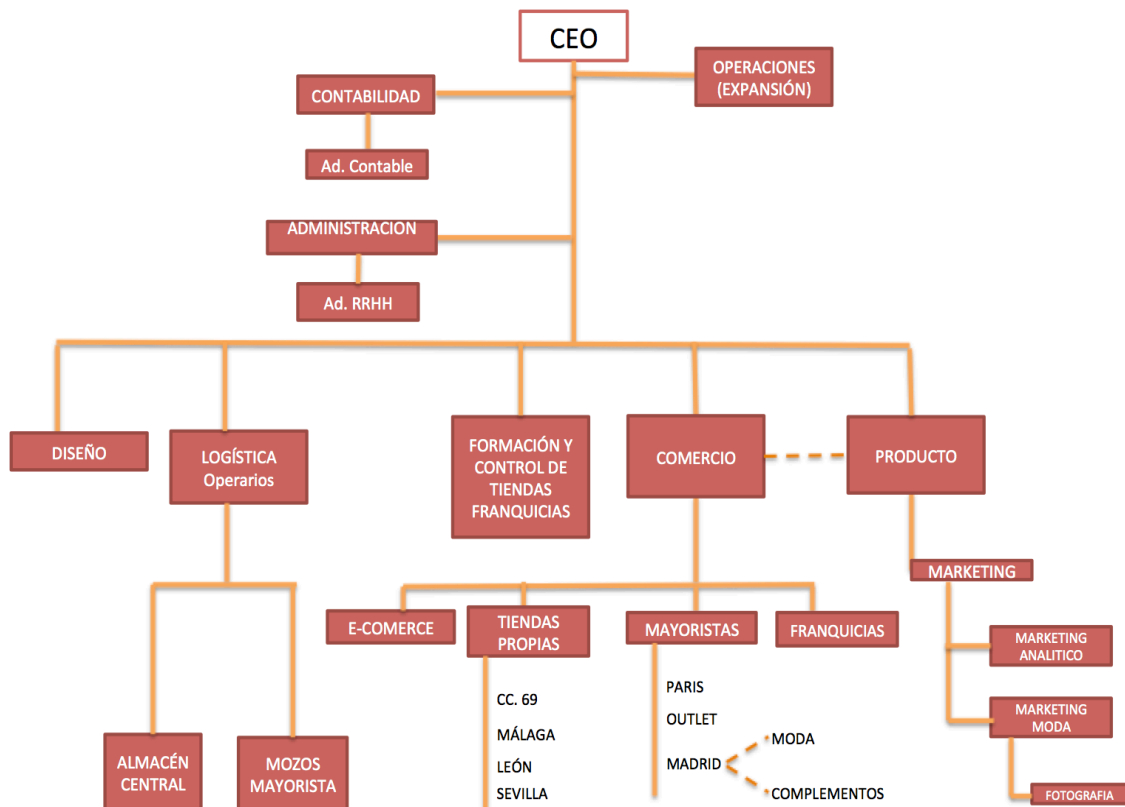 CEO
OPERACIONES
(EXPANSIÓN)
CONTABILIDAD
Ad. Contable
ADMINISTRACION
Ad. RRHH
DISEÑO
LOGÍSTICA
Operarios
FORMACIÓN Y
CONTROL DE
TIENDAS
FRANQUICIAS
COMERCIO
PRODUCTO
MARKETING
E-COMERCE
TIENDAS
PROPIAS
MAYORISTAS
FRANQUICIAS
MARKETING
ANALITICO
CC. 69
MÁLAGA
LEÓN
SEVILLA
PARIS
OUTLET
MADRID
MODA
COMPLEMENTOS
MARKETING
MODA
FOTOGRAFIA
ALMACÉN
CENTRAL
MOZOS
MAYORISTA